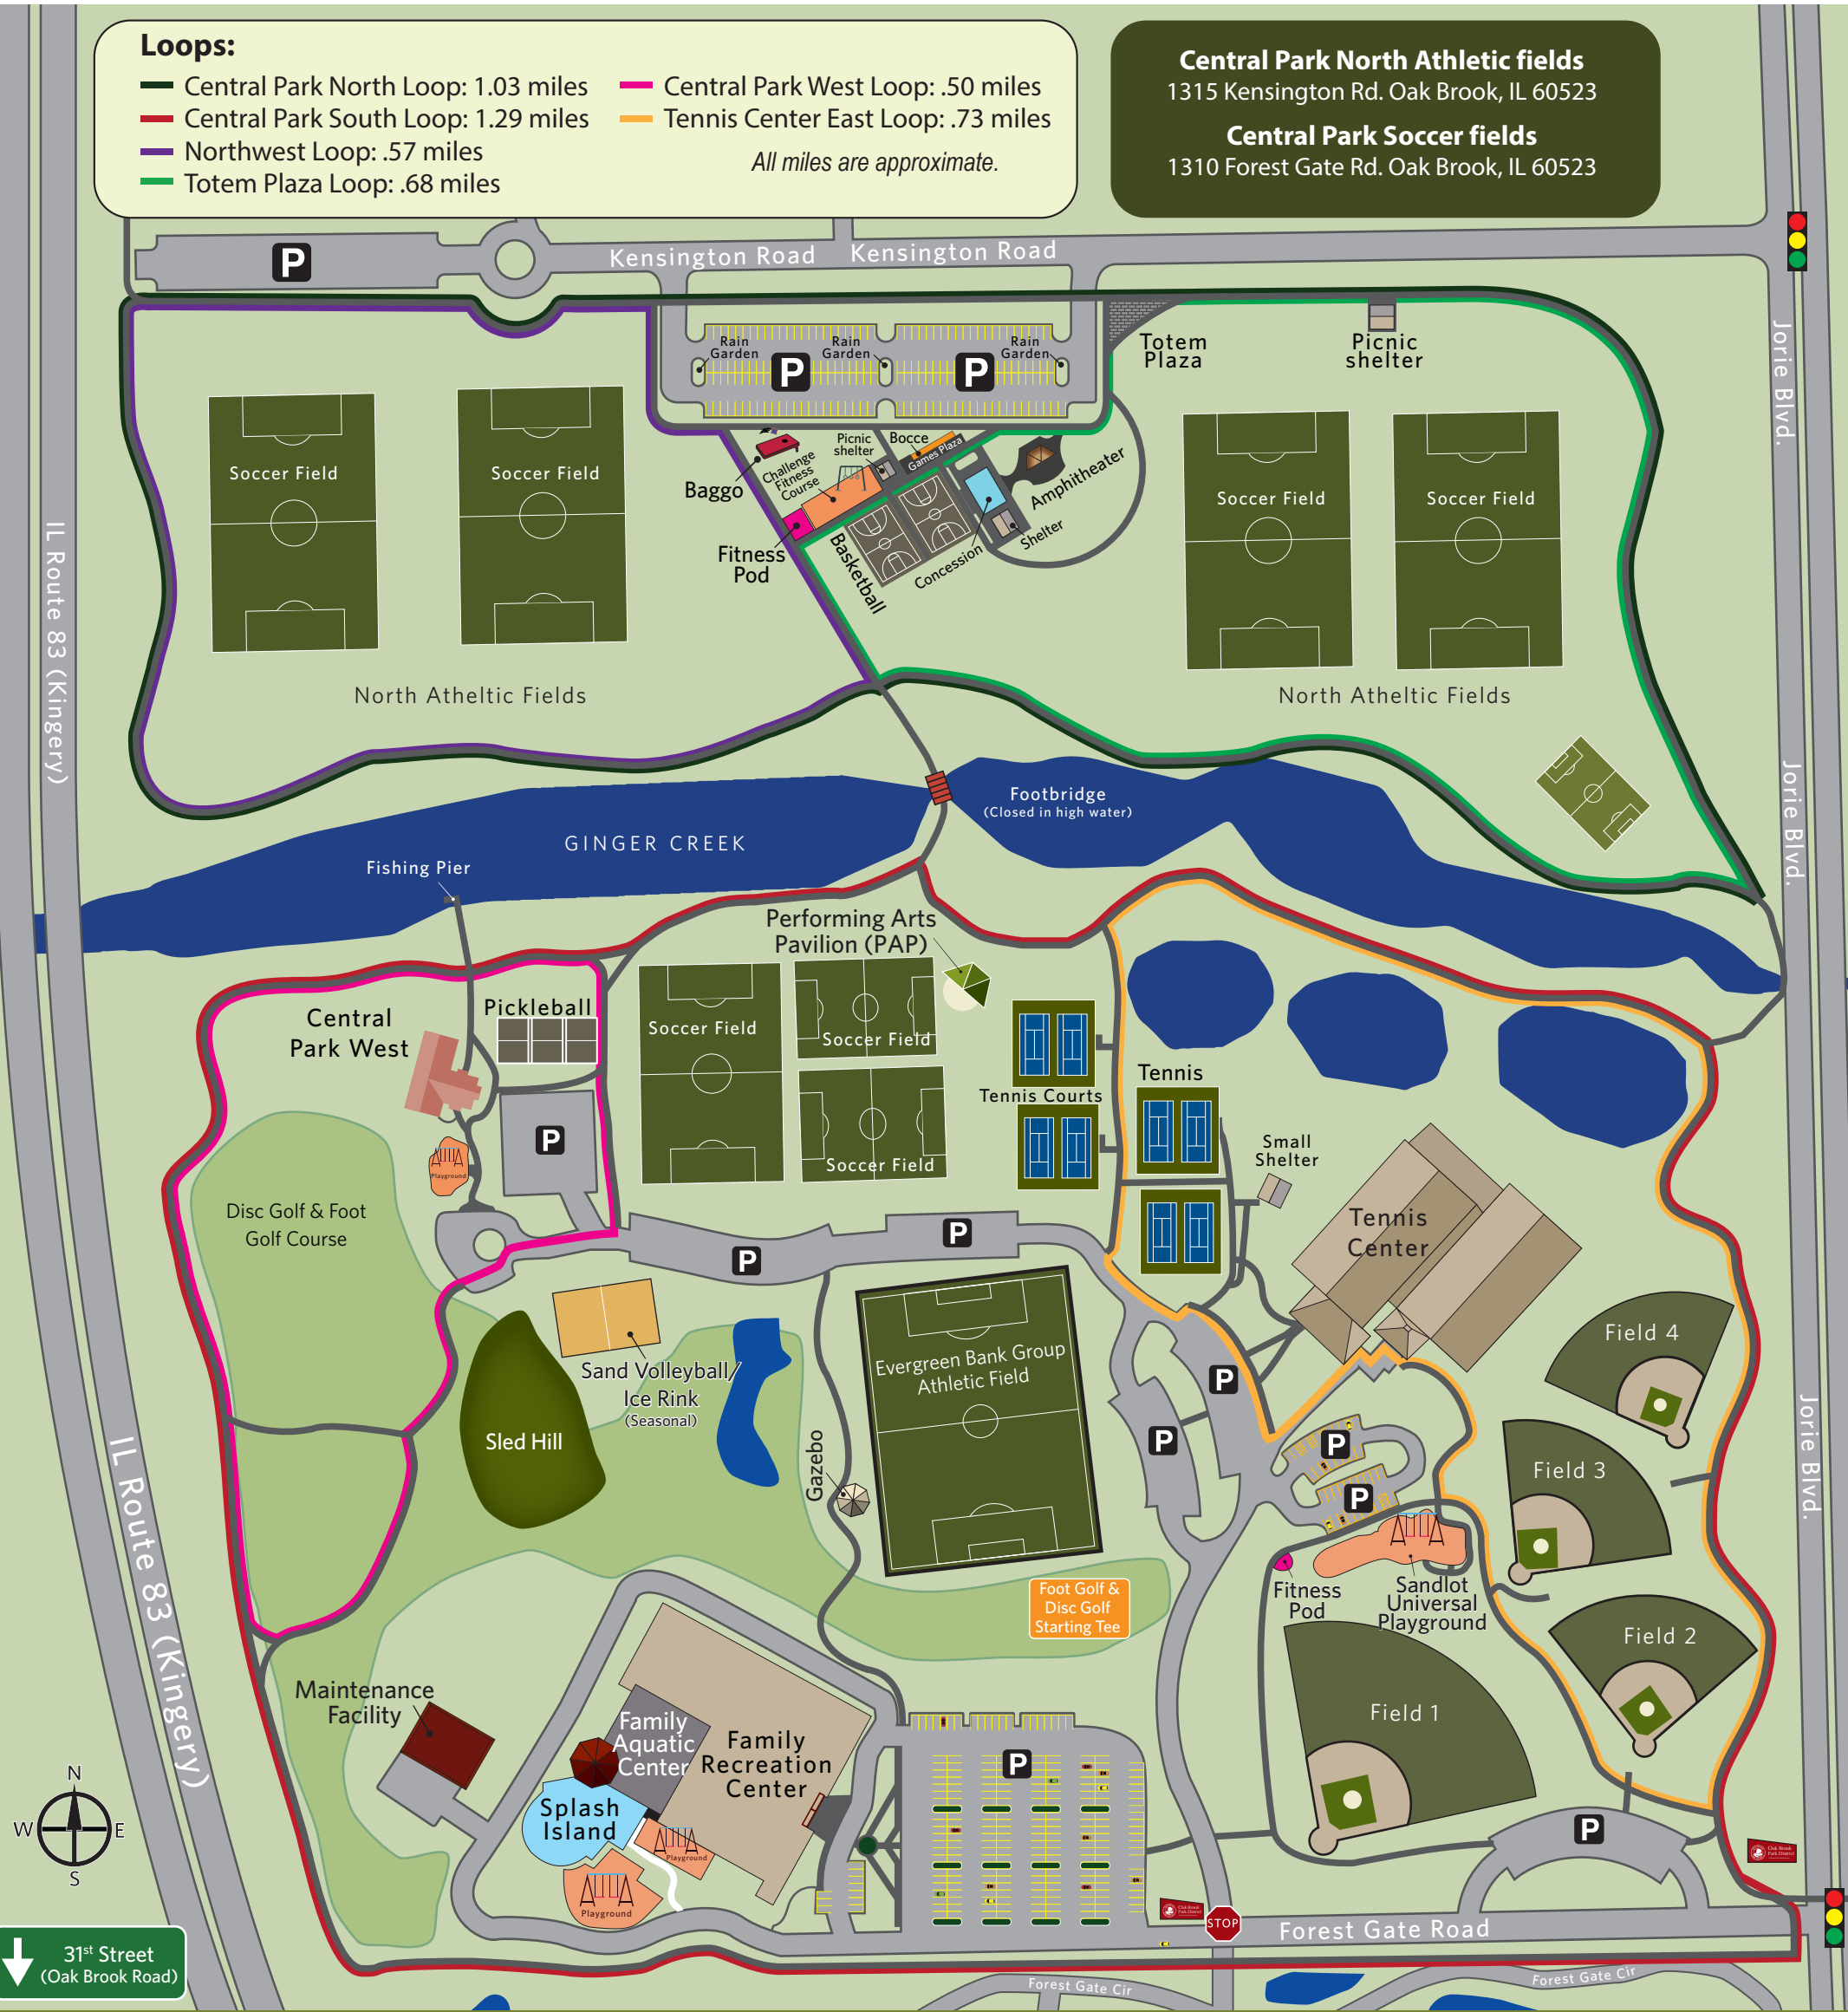 Loops:
Central Park North Loop: 1.03 miles
Central Park South Loop: 1.29 miles
Northwest Loop: .57 miles
Totem Plaza Loop: .68 miles
Central Park West Loop: .50 miles
Tennis Center East Loop: .73 miles
All miles are approximate.
Central Park North Athletic fields
1315 Kensington Rd. Oak Brook, IL 60523
Central Park Soccer fields
1310 Forest Gate Rd. Oak Brook, IL 60523
P
Kensington Road
Kensington Road
Rain
Garden
P
Rain
Garden
P
Rain
Garden
Totem
Plaza
Picnic
shelter
Jorie Blvd.
Soccer Field
Soccer Field
Baggo
Challenge
Fitness
Course
Picnic
shelter
Bocce
Games Plaza
Amphitheater
Fitness
Pod
Basketball
Concession
Shelter
Soccer Field
Soccer Field
IL Route 83 (Kingery)
North Atheltic Fields
North Atheltic Fields
Footbridge
(Closed in high water)
GINGER CREEK
Fishing Pier
Jorie Blvd.
Performing Arts
Pavilion (PAP)
Central
Park West
Pickleball
Soccer Field
Soccer Field
Soccer Field
Tennis Courts
Tennis
P
Playground
Small
Shelter
Tennis
Center
Disc Golf & Foot
Golf Course
P
P
Sand Volleyball/
Ice Rink
(Seasonal)
Sled Hill
Gazebo
Evergreen Bank Group
Athletic Field
P
P
P
P
Field 4
Field 3
Jorie Blvd.
IL Route 83 (Kingery)
Foot Golf &
Disc Golf
Starting Tee
Fitness
Pod
Sandlot
Universal
Playground
Field 2
Field 1
Maintenance
Facility
Family
Aquatic
Center
Family
Recreation
Center
Splash
Island
Playground
Playground
P
P
N
W
E
S
Oak Brook
Park District
Oak Brook
Park District
STOP
Forest Gate Road
31st Street
(Oak Brook Road)
Forest Gate Cir
Forest Gate Cir